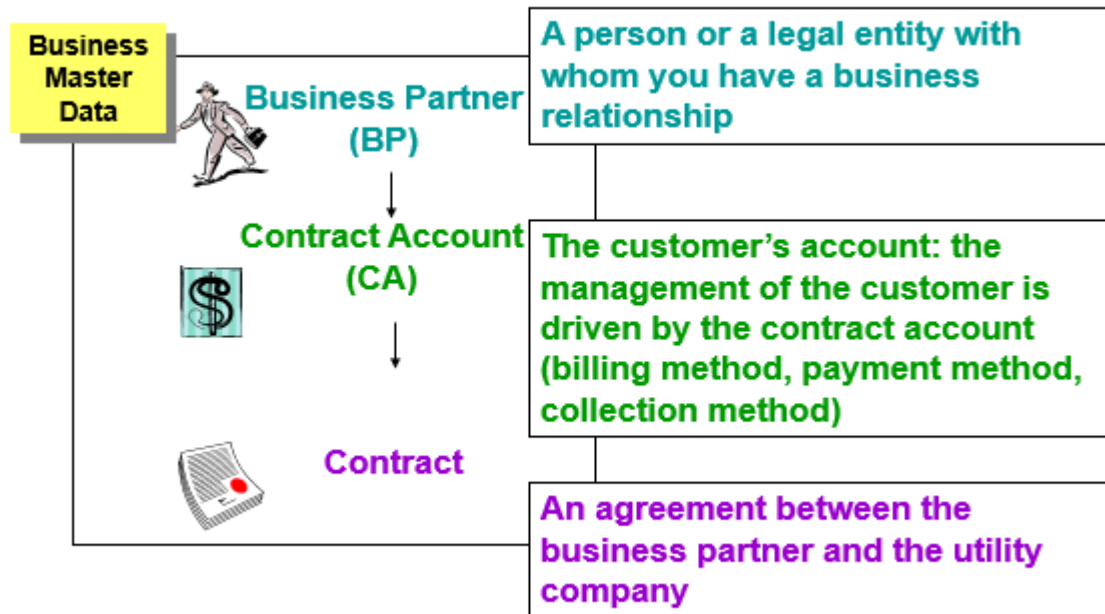 Business
Master
Data
Business Partner
(BP)
A person or a legal entity with
whom you have a business
relationship
Contract Account
(CA)
The customer’s account: the
management of the customer is
driven by the contract account
(billing method, payment method,
collection method)
Contract
An agreement between the
business partner and the utility
company